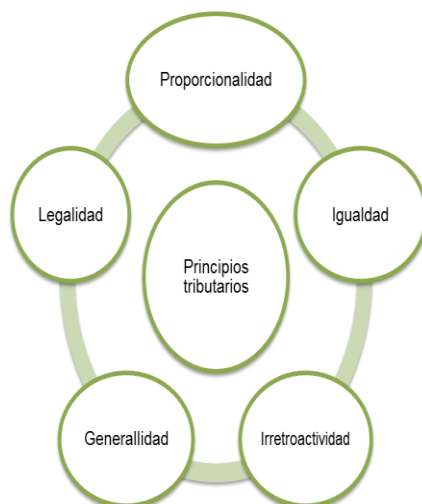 Proporcionalidad
Legalidad
Igualdad
Principios
tributarios
Generallidad
Irretroactividad